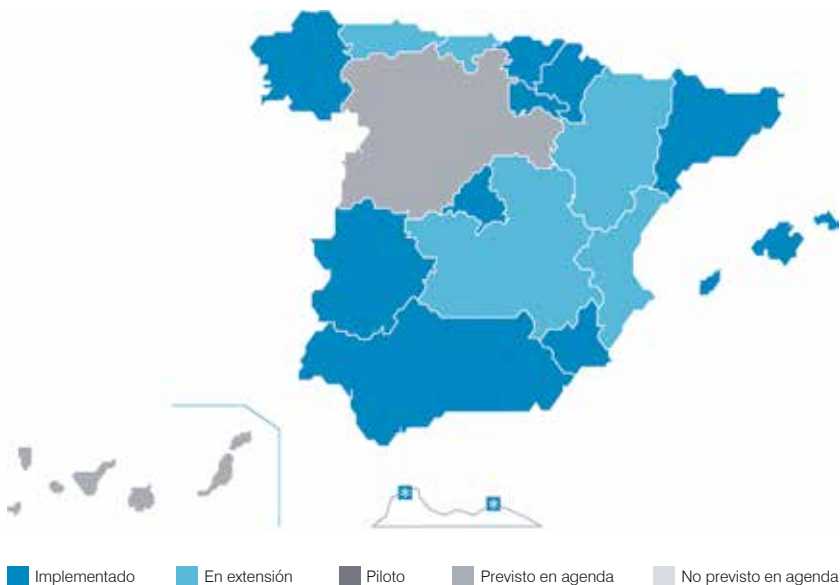 Implementado
En extensión
Piloto
Previsto en agenda
No previsto en agenda